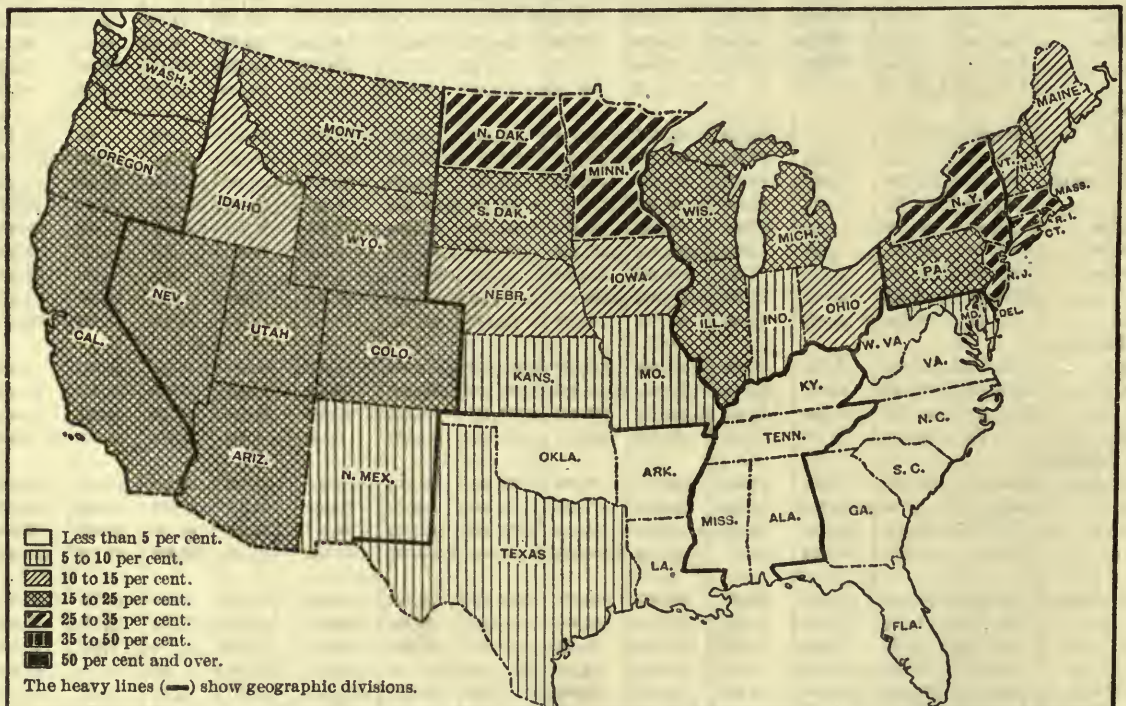 WASH.
MONT.
N. DAK.
MINN.
MAINE
OREGON
IDAHO
S. DAK.
WIS.
MICH.
VT.
N.H.
MASS.
N.Y.
R.I.
CT.
WYO.
IOWA
NEBR.
PA.
N.J.
NEV.
UTAH
COLO.
ILL.
IND.
OHIO
MD.
DEL.
CAL.
KANS.
MO.
W. VA.
VA.
KY.
ARIZ.
N. MEX.
OKLA.
ARK.
TENN.
N.C.
S.C.
TEXAS
MISS.
ALA.
GA.
LA.
FLA.
Less than 5 per cent.
5 to 10 per cent.
10 to 15 per cent.
15 to 25 per cent.
25 to 35 per cent.
35 to 50 per cent.
50 per cent and over.
The heavy lines (▬) show geographic divisions.